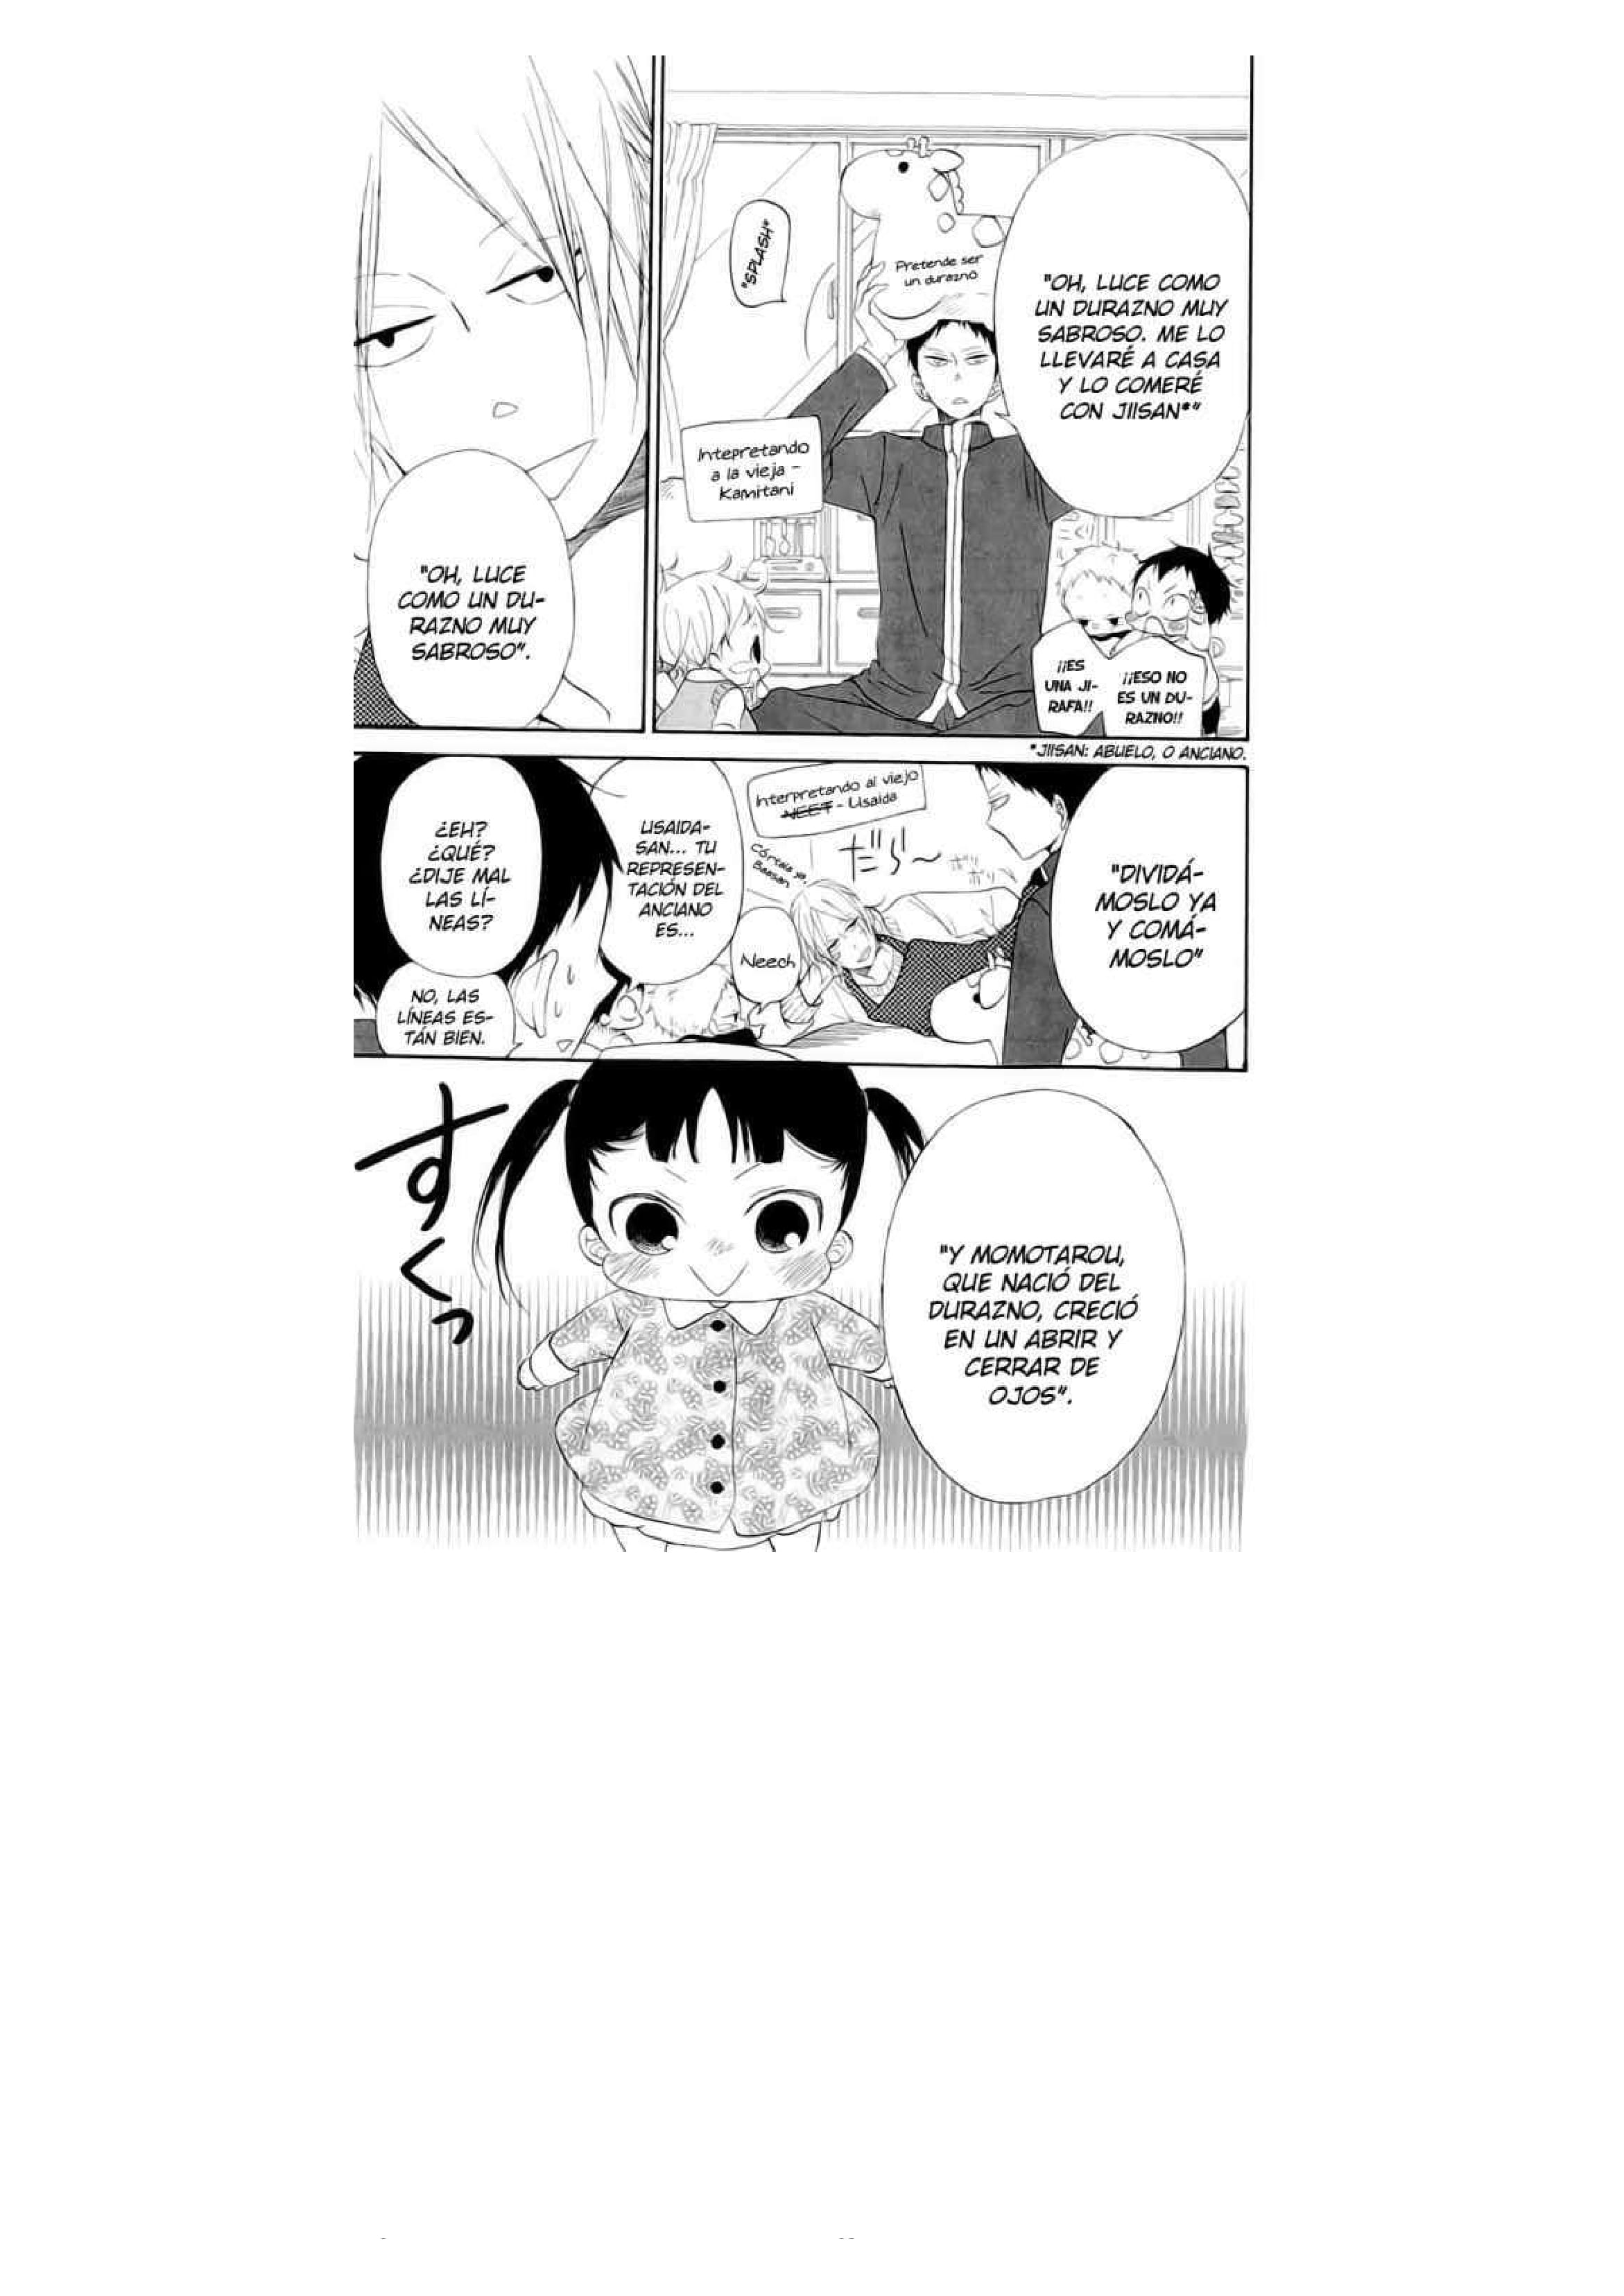 "OH, LUCE COMO
UN DURAZNO MUY
SABROSO. ME LO
LLEVARÉ A CASA
Y LO COMERÉ
CON JIISAN*"
Pretende ser
un durazno
"SPLASH"
Intepretando
a la vieja -
Kamitani
¡¡ESO NO
ES UN DU-
RAZNO!!
¡¡ES
UNA JI-
RAFA!!
"OH, LUCE
COMO UN DU-
RAZNO MUY
SABROSO".
*JIISAN: ABUELO, O ANCIANO.
"DIVIDÁ-
MOSLO YA
Y COMÁ-
MOSLO"
Interpretando al viejo
NEET - Usaida
だら〜
ボリ
ボリ
Córtala ya,
Baasan
Neech
USAIDA-
SAN... TU
REPRESEN-
TACIÓN DEL
ANCIANO
ES...
¿EH?
¿QUÉ?
¿DIJE MAL
LAS LÍ-
NEAS?
NO, LAS
LÍNEAS ES-
TÁN BIEN.
"Y MOMOTAROU,
QUE NACIÓ DEL
DURAZNO, CRECIÓ
EN UN ABRIR Y
CERRAR DE
OJOS".
すくっ